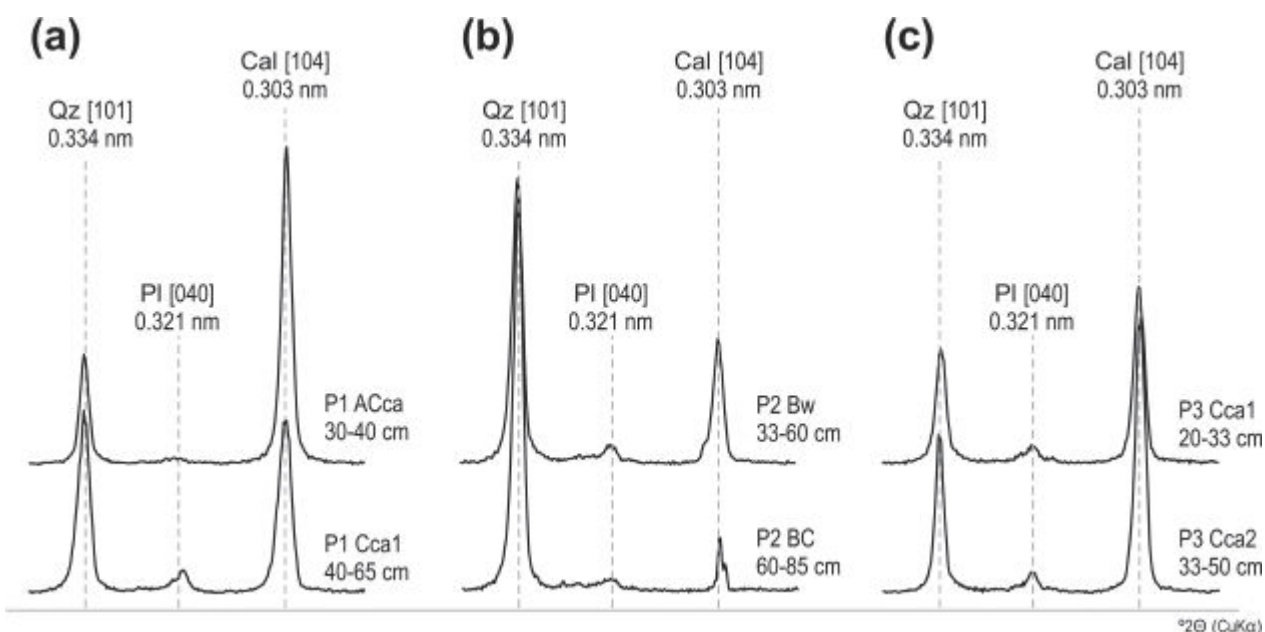 (a)
Cal [104]
0.303 nm
Qz [101]
0.334 nm
Pl [040]
0.321 nm
P1 ACca
30-40 cm
P1 Cca1
40-65 cm
(b)
Cal [104]
0.303 nm
Qz [101]
0.334 nm
Pl [040]
0.321 nm
P2 Bw
33-60 cm
P2 BC
60-85 cm
(c)
Cal [104]
0.303 nm
Qz [101]
0.334 nm
Pl [040]
0.321 nm
P3 Cca1
20-33 cm
P3 Cca2
33-50 cm
°2Θ (CuKα)